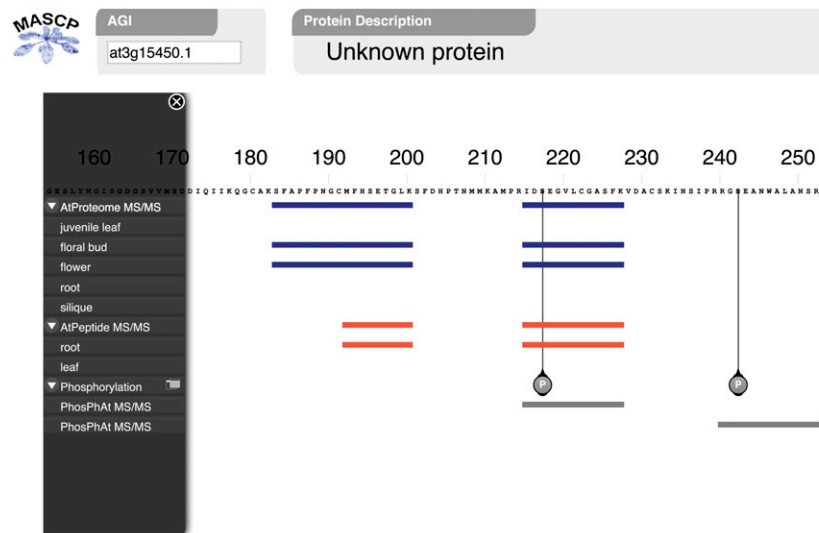 MASCP
AGI
at3g15450.1
Protein Description
Unknown protein
160 170 180 190 200 210 220 230 240 250
▼ AtProteome MS/MS
juvenile leaf
floral bud
flower
root
silique
▼ AtPeptide MS/MS
root
leaf
▼ Phosphorylation
P P
PhosPhAt MS/MS
PhosPhAt MS/MS